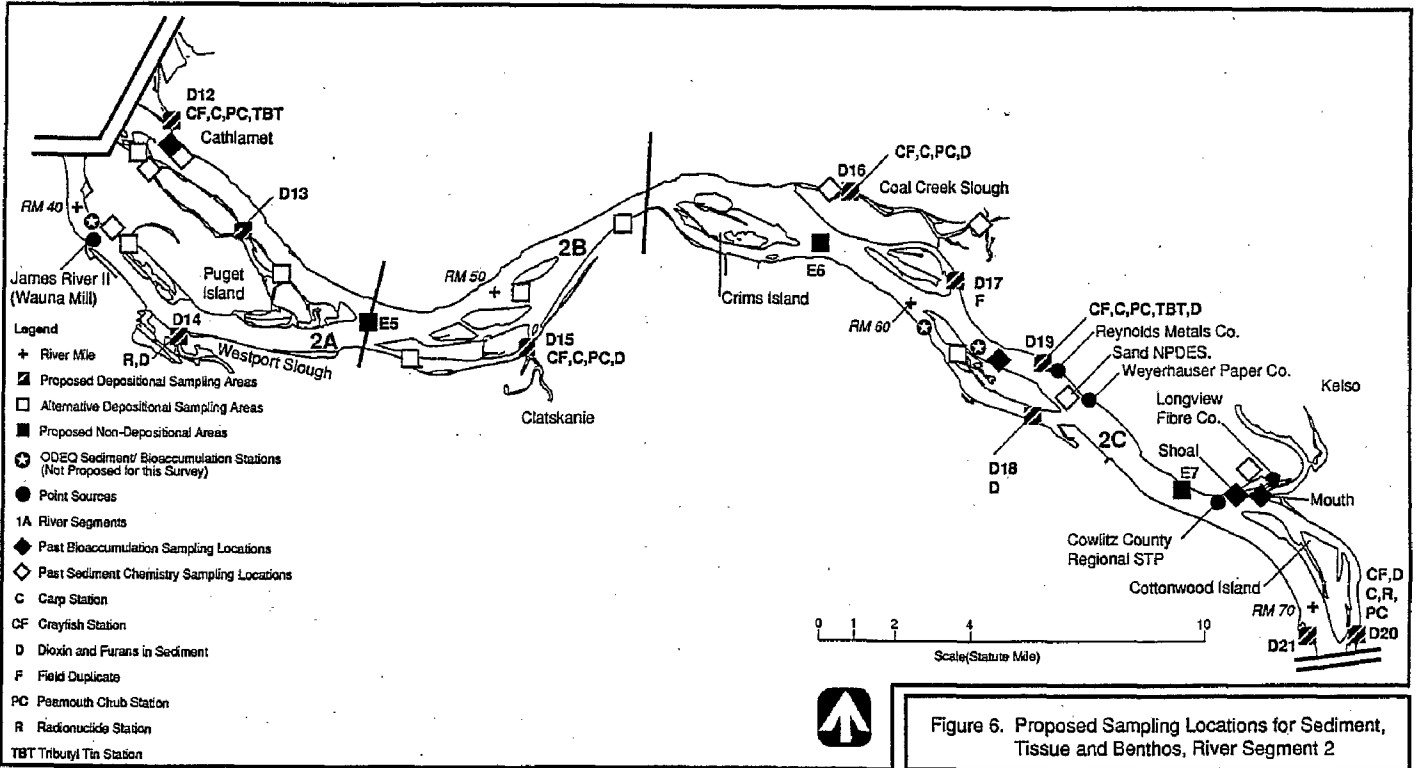 D12
CF,C,PC,TBT
Cathlamet
D13
RM 40
James River II
(Wauna Mill)
Puget
Island
D14
R,D
Westport Slough
2A
E5
RM 50
2B
D15
CF,C,PC,D
Clatskanie
D16
CF,C,PC,D
Coal Creek Slough
E6
Crims Island
D17
F
RM 60
D19
CF,C,PC,TBT,D
Reynolds Metals Co.
Sand NPDES.
Weyerhauser Paper Co.
Kelso
Longview
Fibre Co.
2C
Shoal
E7
Mouth
D18
D
Cowlitz County
Regional STP
Cottonwood Island
RM 70
CF,D
C,R,
PC
D21
D20
Legend
+ River Mile
Proposed Depositional Sampling Areas
Alternative Depositional Sampling Areas
Proposed Non-Depositional Areas
ODEQ Sediment/ Bioaccumulation Stations
(Not Proposed for this Survey)
Point Sources
1A River Segments
Past Bioaccumulation Sampling Locations
Past Sediment Chemistry Sampling Locations
C Carp Station
CF Crayfish Station
D Dioxin and Furans in Sediment
F Field Duplicate
PC Peamouth Chub Station
R Radionuclide Station
TBT Tributyl Tin Station
0 1 2 4 10
Scale(Statute Mile)
Figure 6. Proposed Sampling Locations for Sediment,
Tissue and Benthos, River Segment 2